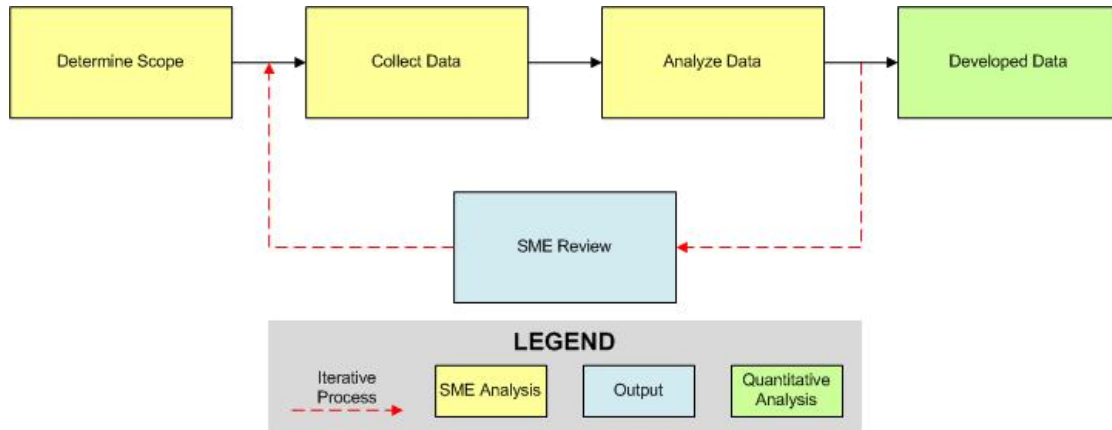 Determine Scope
Collect Data
Analyze Data
Developed Data
SME Review
LEGEND
Iterative
Process
SME Analysis
Output
Quantitative
Analysis